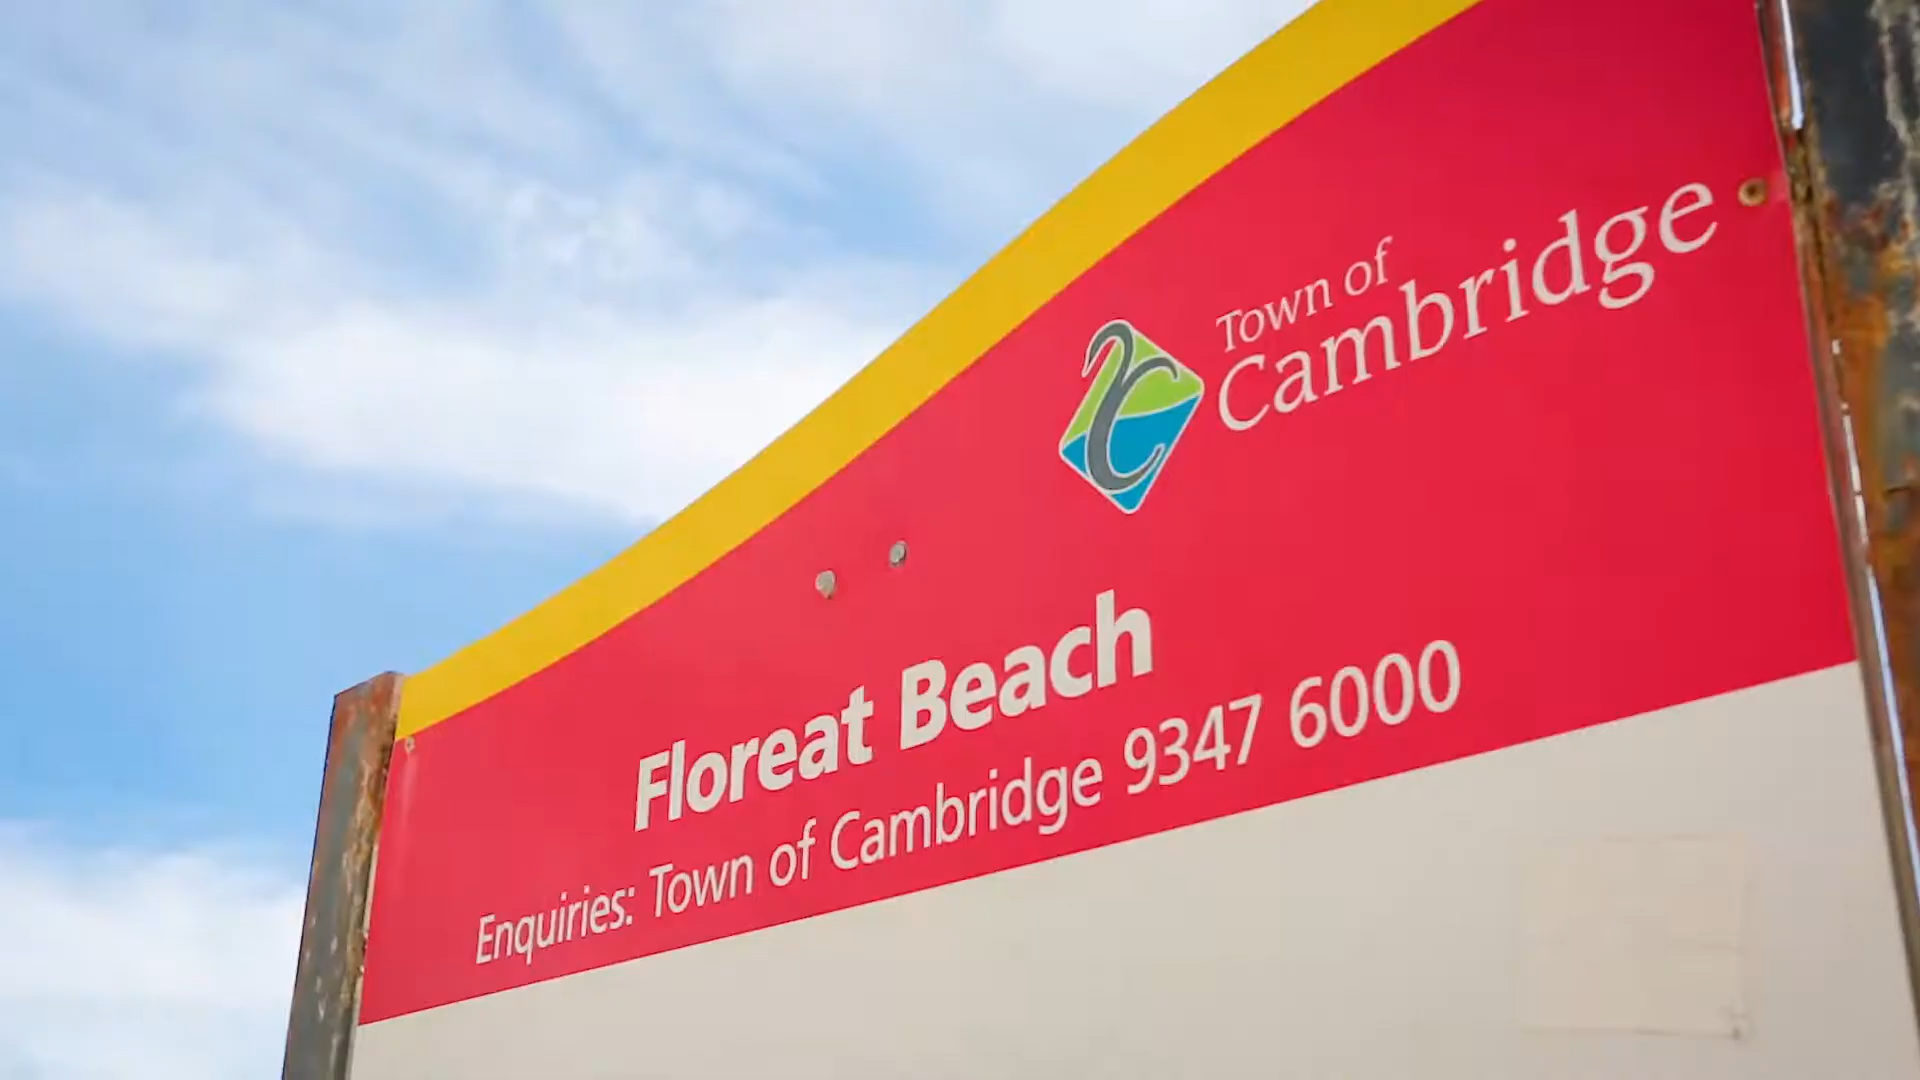 Town of
Cambridge
Floreat Beach
Enquiries: Town of Cambridge 9347 6000